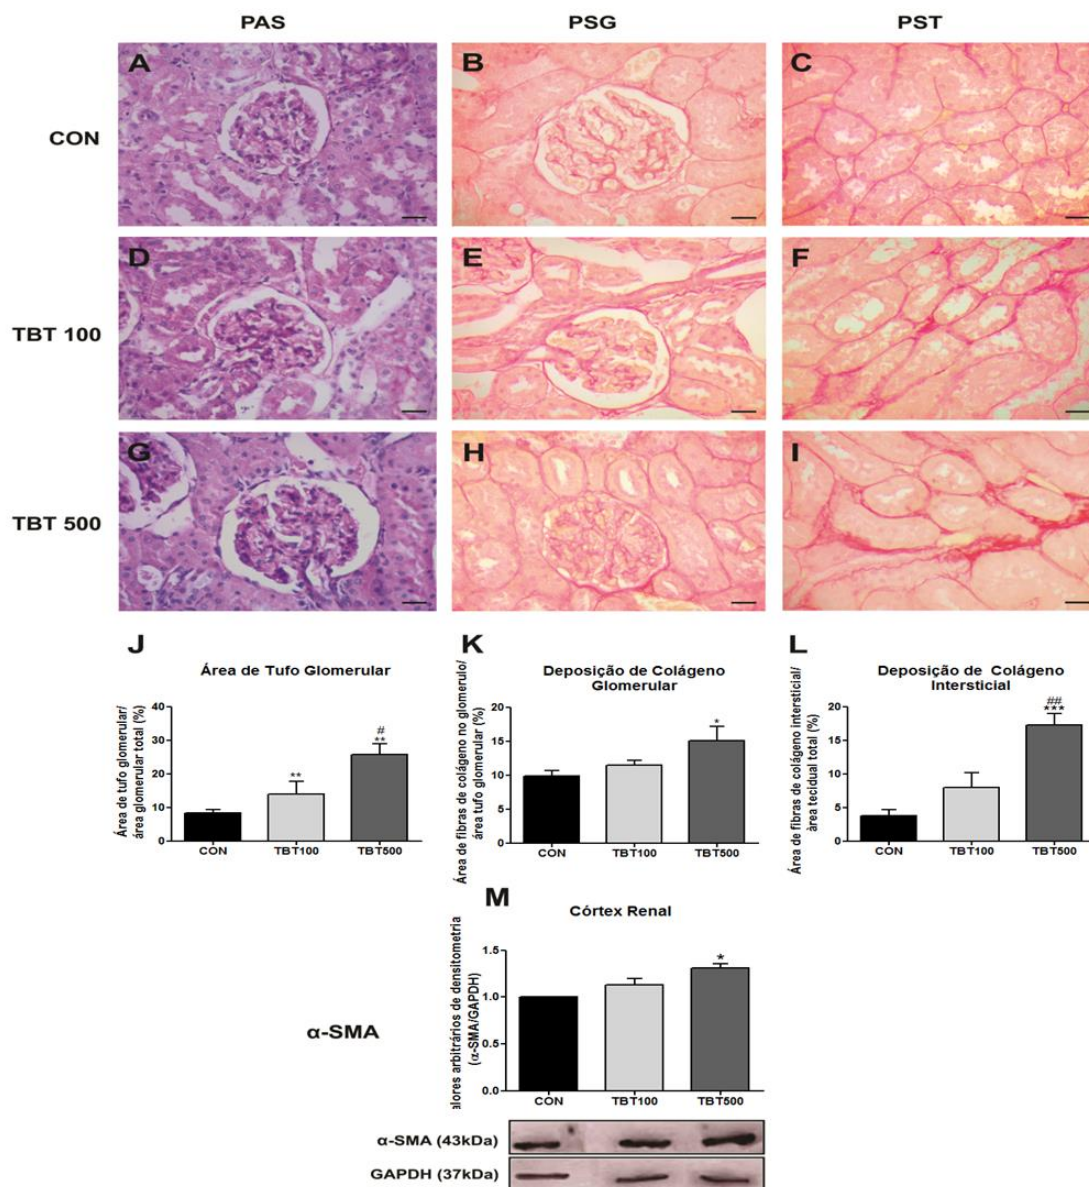 PAS PSG PST
A B C
CON
D E F
TBT 100
G H I
TBT 500
J K L
Área de Tufo Glomerular
Deposição de Colágeno
Glomerular
Deposição de Colágeno
Intersticial
Área de tufo glomerular/
área glomerular total (%)
40
30
20
10
0
**
#
**
CON TBT100 TBT500
Área de fibras de colágeno no glomerulo/
área tufo glomerular (%)
20
15
10
5
0
*
CON TBT100 TBT500
Área de fibras de colágeno intersticial/
àrea tecidual total (%)
20
15
10
5
0
##
***
CON TBT100 TBT500
M
Córtex Renal
alores arbitrários de densitometria
(α-SMA/GAPDH)
1.5
1.0
0.5
0.0
*
CON TBT100 TBT500
α-SMA
α-SMA (43kDa)
GAPDH (37kDa)